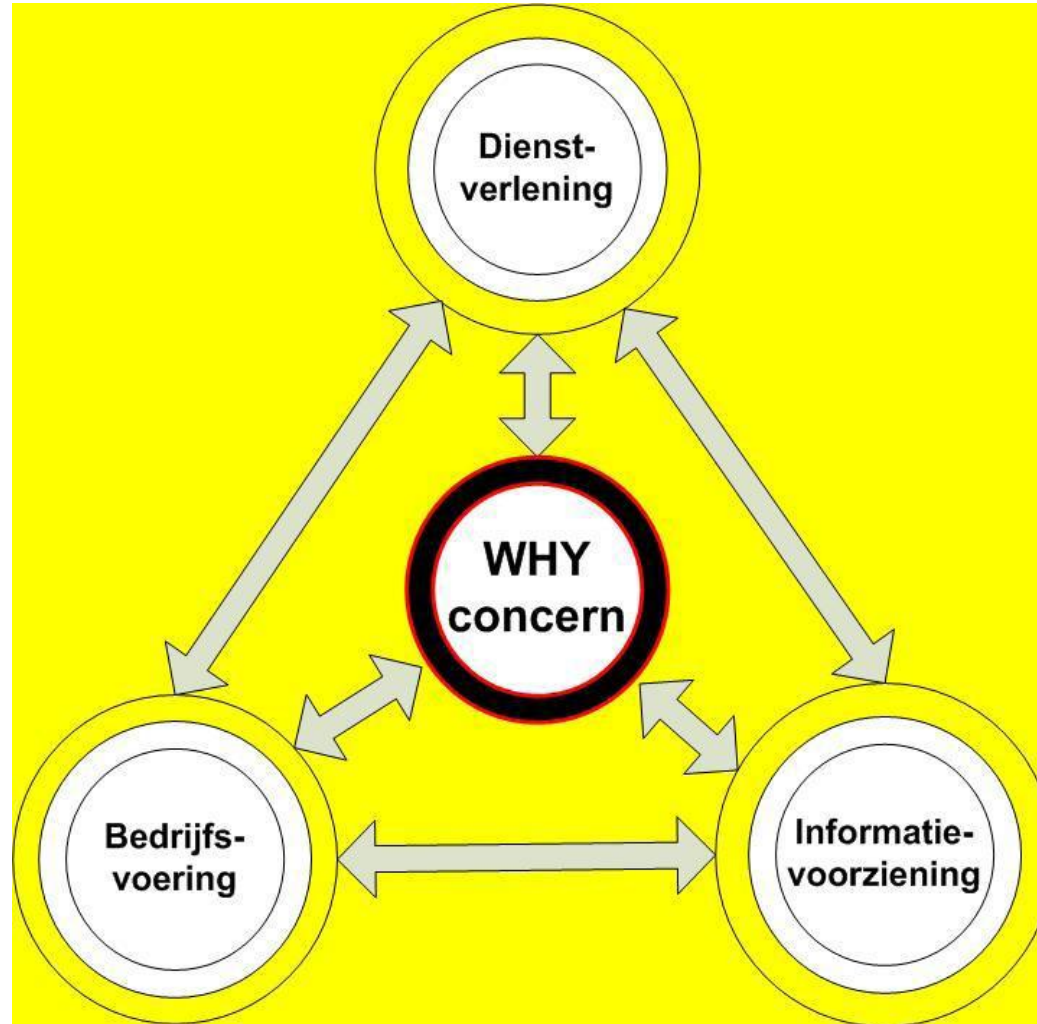 Dienst-
verlening
WHY
concern
Bedrijfs-
voering
Informatie-
voorziening